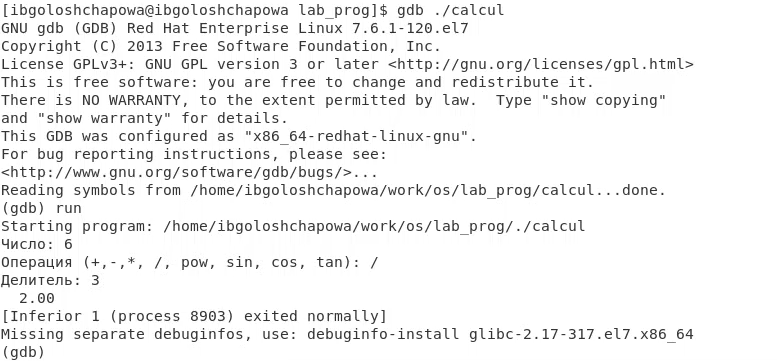 [ibgoloshchapowa@ibgoloshchapowa lab_prog]$ gdb ./calcul
GNU gdb (GDB) Red Hat Enterprise Linux 7.6.1-120.el7
Copyright (C) 2013 Free Software Foundation, Inc.
License GPLv3+: GNU GPL version 3 or later <http://gnu.org/licenses/gpl.html>
This is free software: you are free to change and redistribute it.
There is NO WARRANTY, to the extent permitted by law.  Type "show copying"
and "show warranty" for details.
This GDB was configured as "x86_64-redhat-linux-gnu".
For bug reporting instructions, please see:
<http://www.gnu.org/software/gdb/bugs/>...
Reading symbols from /home/ibgoloshchapowa/work/os/lab_prog/calcul...done.
(gdb) run
Starting program: /home/ibgoloshchapowa/work/os/lab_prog/./calcul
Число: 6
Операция (+,-,*, /, pow, sin, cos, tan): /
Делитель: 3
  2.00
[Inferior 1 (process 8903) exited normally]
Missing separate debuginfos, use: debuginfo-install glibc-2.17-317.el7.x86_64
(gdb)